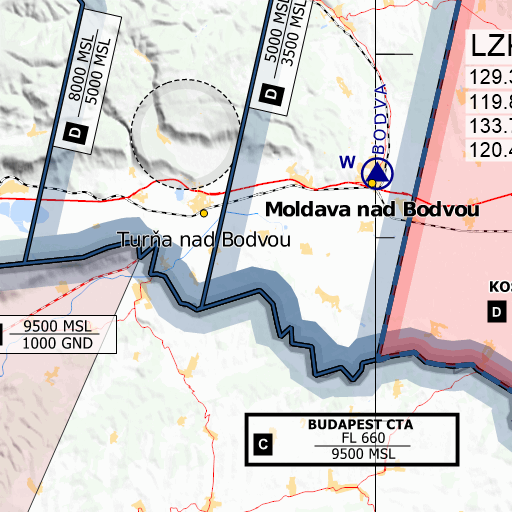 8000 MSL
5000 MSL
D
5000 MSL
3500 MSL
D
LZK
129.3
119.8
133.7
120.4
BODVA
W
Moldava nad Bodvou
Turňa nad Bodvou
KOS
D
9500 MSL
1000 GND
BUDAPEST CTA
C
FL 660
9500 MSL